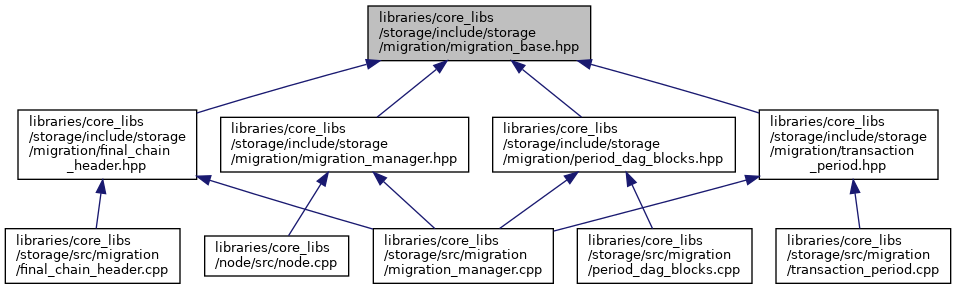 libraries/core_libs
/storage/include/storage
/migration/migration_base.hpp
libraries/core_libs
/storage/include/storage
/migration/final_chain
_header.hpp
libraries/core_libs
/storage/include/storage
/migration/migration_manager.hpp
libraries/core_libs
/storage/include/storage
/migration/period_dag_blocks.hpp
libraries/core_libs
/storage/include/storage
/migration/transaction
_period.hpp
libraries/core_libs
/storage/src/migration
/final_chain_header.cpp
libraries/core_libs
/node/src/node.cpp
libraries/core_libs
/storage/src/migration
/migration_manager.cpp
libraries/core_libs
/storage/src/migration
/period_dag_blocks.cpp
libraries/core_libs
/storage/src/migration
/transaction_period.cpp